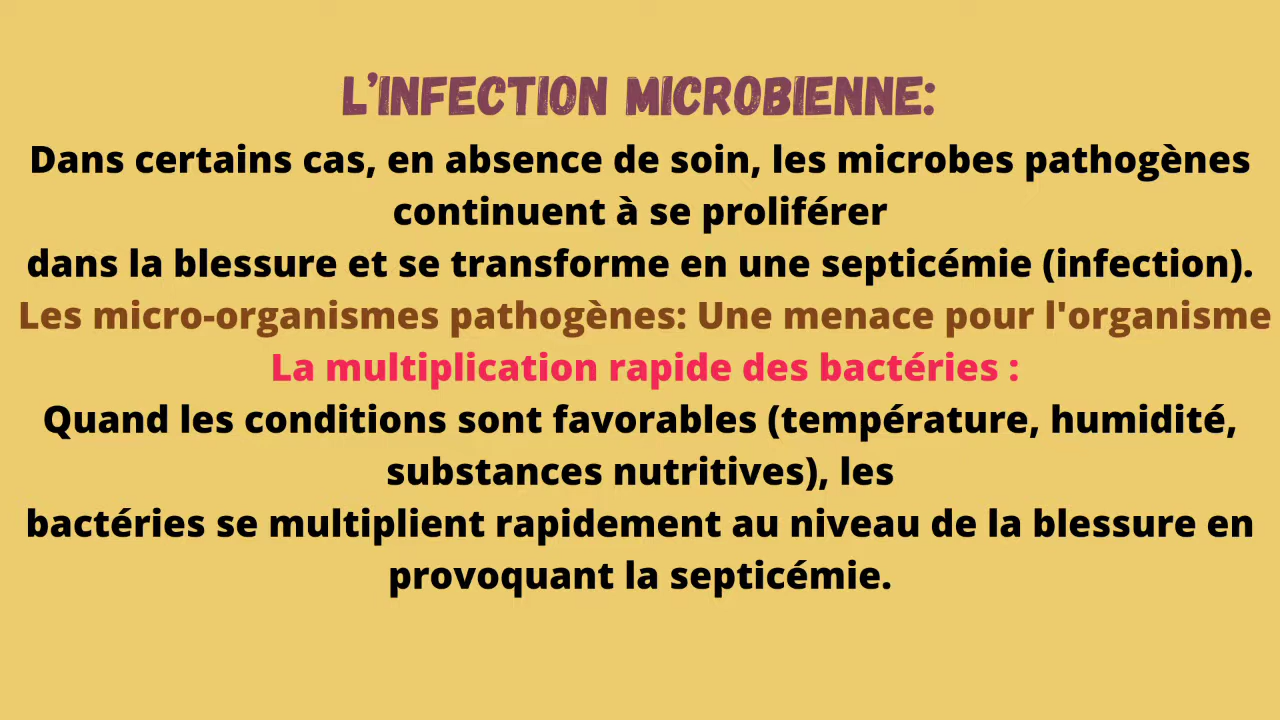 L'INFECTION MICROBIENNE:
Dans certains cas, en absence de soin, les microbes pathogènes
continuent à se proliférer
dans la blessure et se transforme en une septicémie (infection).
Les micro-organismes pathogènes: Une menace pour l'organisme
La multiplication rapide des bactéries :
Quand les conditions sont favorables (température, humidité,
substances nutritives), les
bactéries se multiplient rapidement au niveau de la blessure en
provoquant la septicémie.